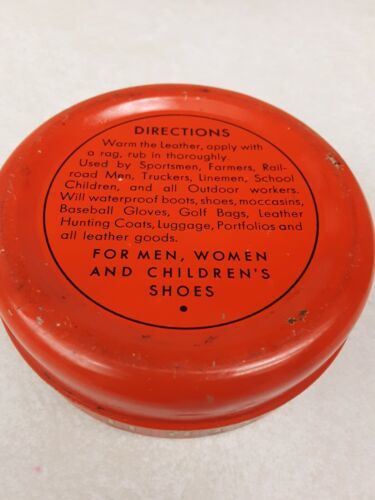 DIRECTIONS
Warm the Leather, apply with
a rag, rub in thoroughly
Used by Sportsmen, Farmers, Rail-
road Men, Truckers, Linemen, School
Children, and all Outdoor workers.
Will waterproof boots, shoes, moccasins,
Baseball Gloves, Golf Bags, Leather
Hunting Coats, Luggage, Portfolios and
all leather goods.
FOR MEN, WOMEN
AND CHILDREN'S
SHOES